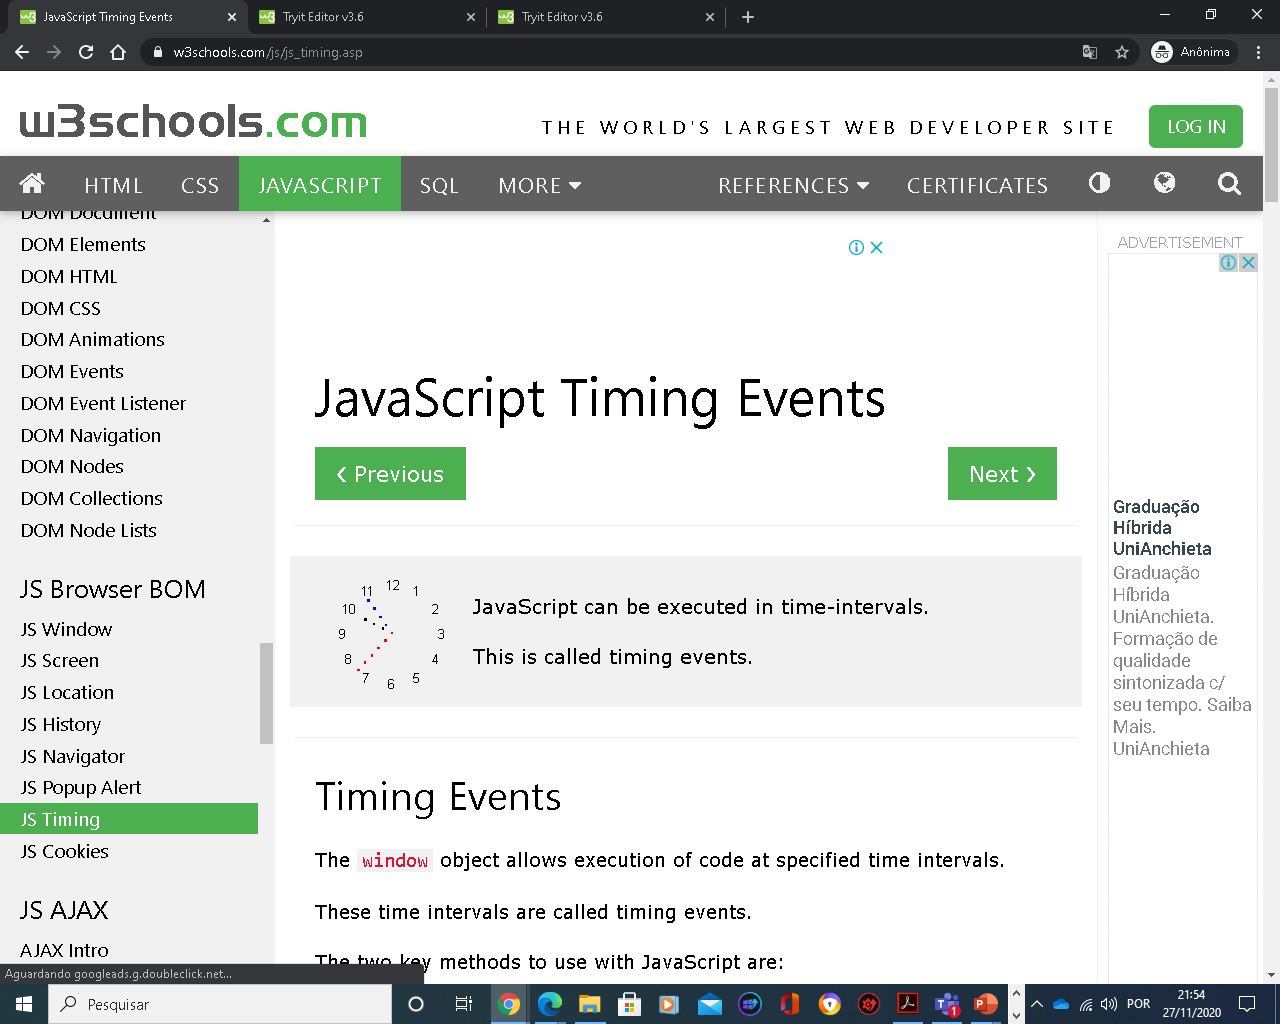 JavaScript Timing Events
Tryit Editor v3.6
Tryit Editor v3.6
w3schools.com/js/js_timing.asp
Anônima
w3schools.com
THE WORLD'S LARGEST WEB DEVELOPER SITE
LOG IN
HTML
CSS
JAVASCRIPT
SQL
MORE
REFERENCES
CERTIFICATES
DOM Document
DOM Elements
DOM HTML
DOM CSS
DOM Animations
DOM Events
DOM Event Listener
DOM Navigation
DOM Nodes
DOM Collections
DOM Node Lists
JS Browser BOM
JS Window
JS Screen
JS Location
JS History
JS Navigator
JS Popup Alert
JS Timing
JS Cookies
JS AJAX
AJAX Intro
Aguardando googleads.g.doubleclick.net...
JavaScript Timing Events
❮ Previous
Next ❯
12
1
2
3
4
5
6
7
8
9
10
11
JavaScript can be executed in time-intervals.
This is called timing events.
Timing Events
The window object allows execution of code at specified time intervals.
These time intervals are called timing events.
The two key methods to use with JavaScript are:
ADVERTISEMENT
Graduação
Híbrida
UniAnchieta
Graduação
Híbrida
UniAnchieta.
Formação de
qualidade
sintonizada c/
seu tempo. Saiba
Mais.
UniAnchieta
Pesquisar
1
POR
21:54
27/11/2020